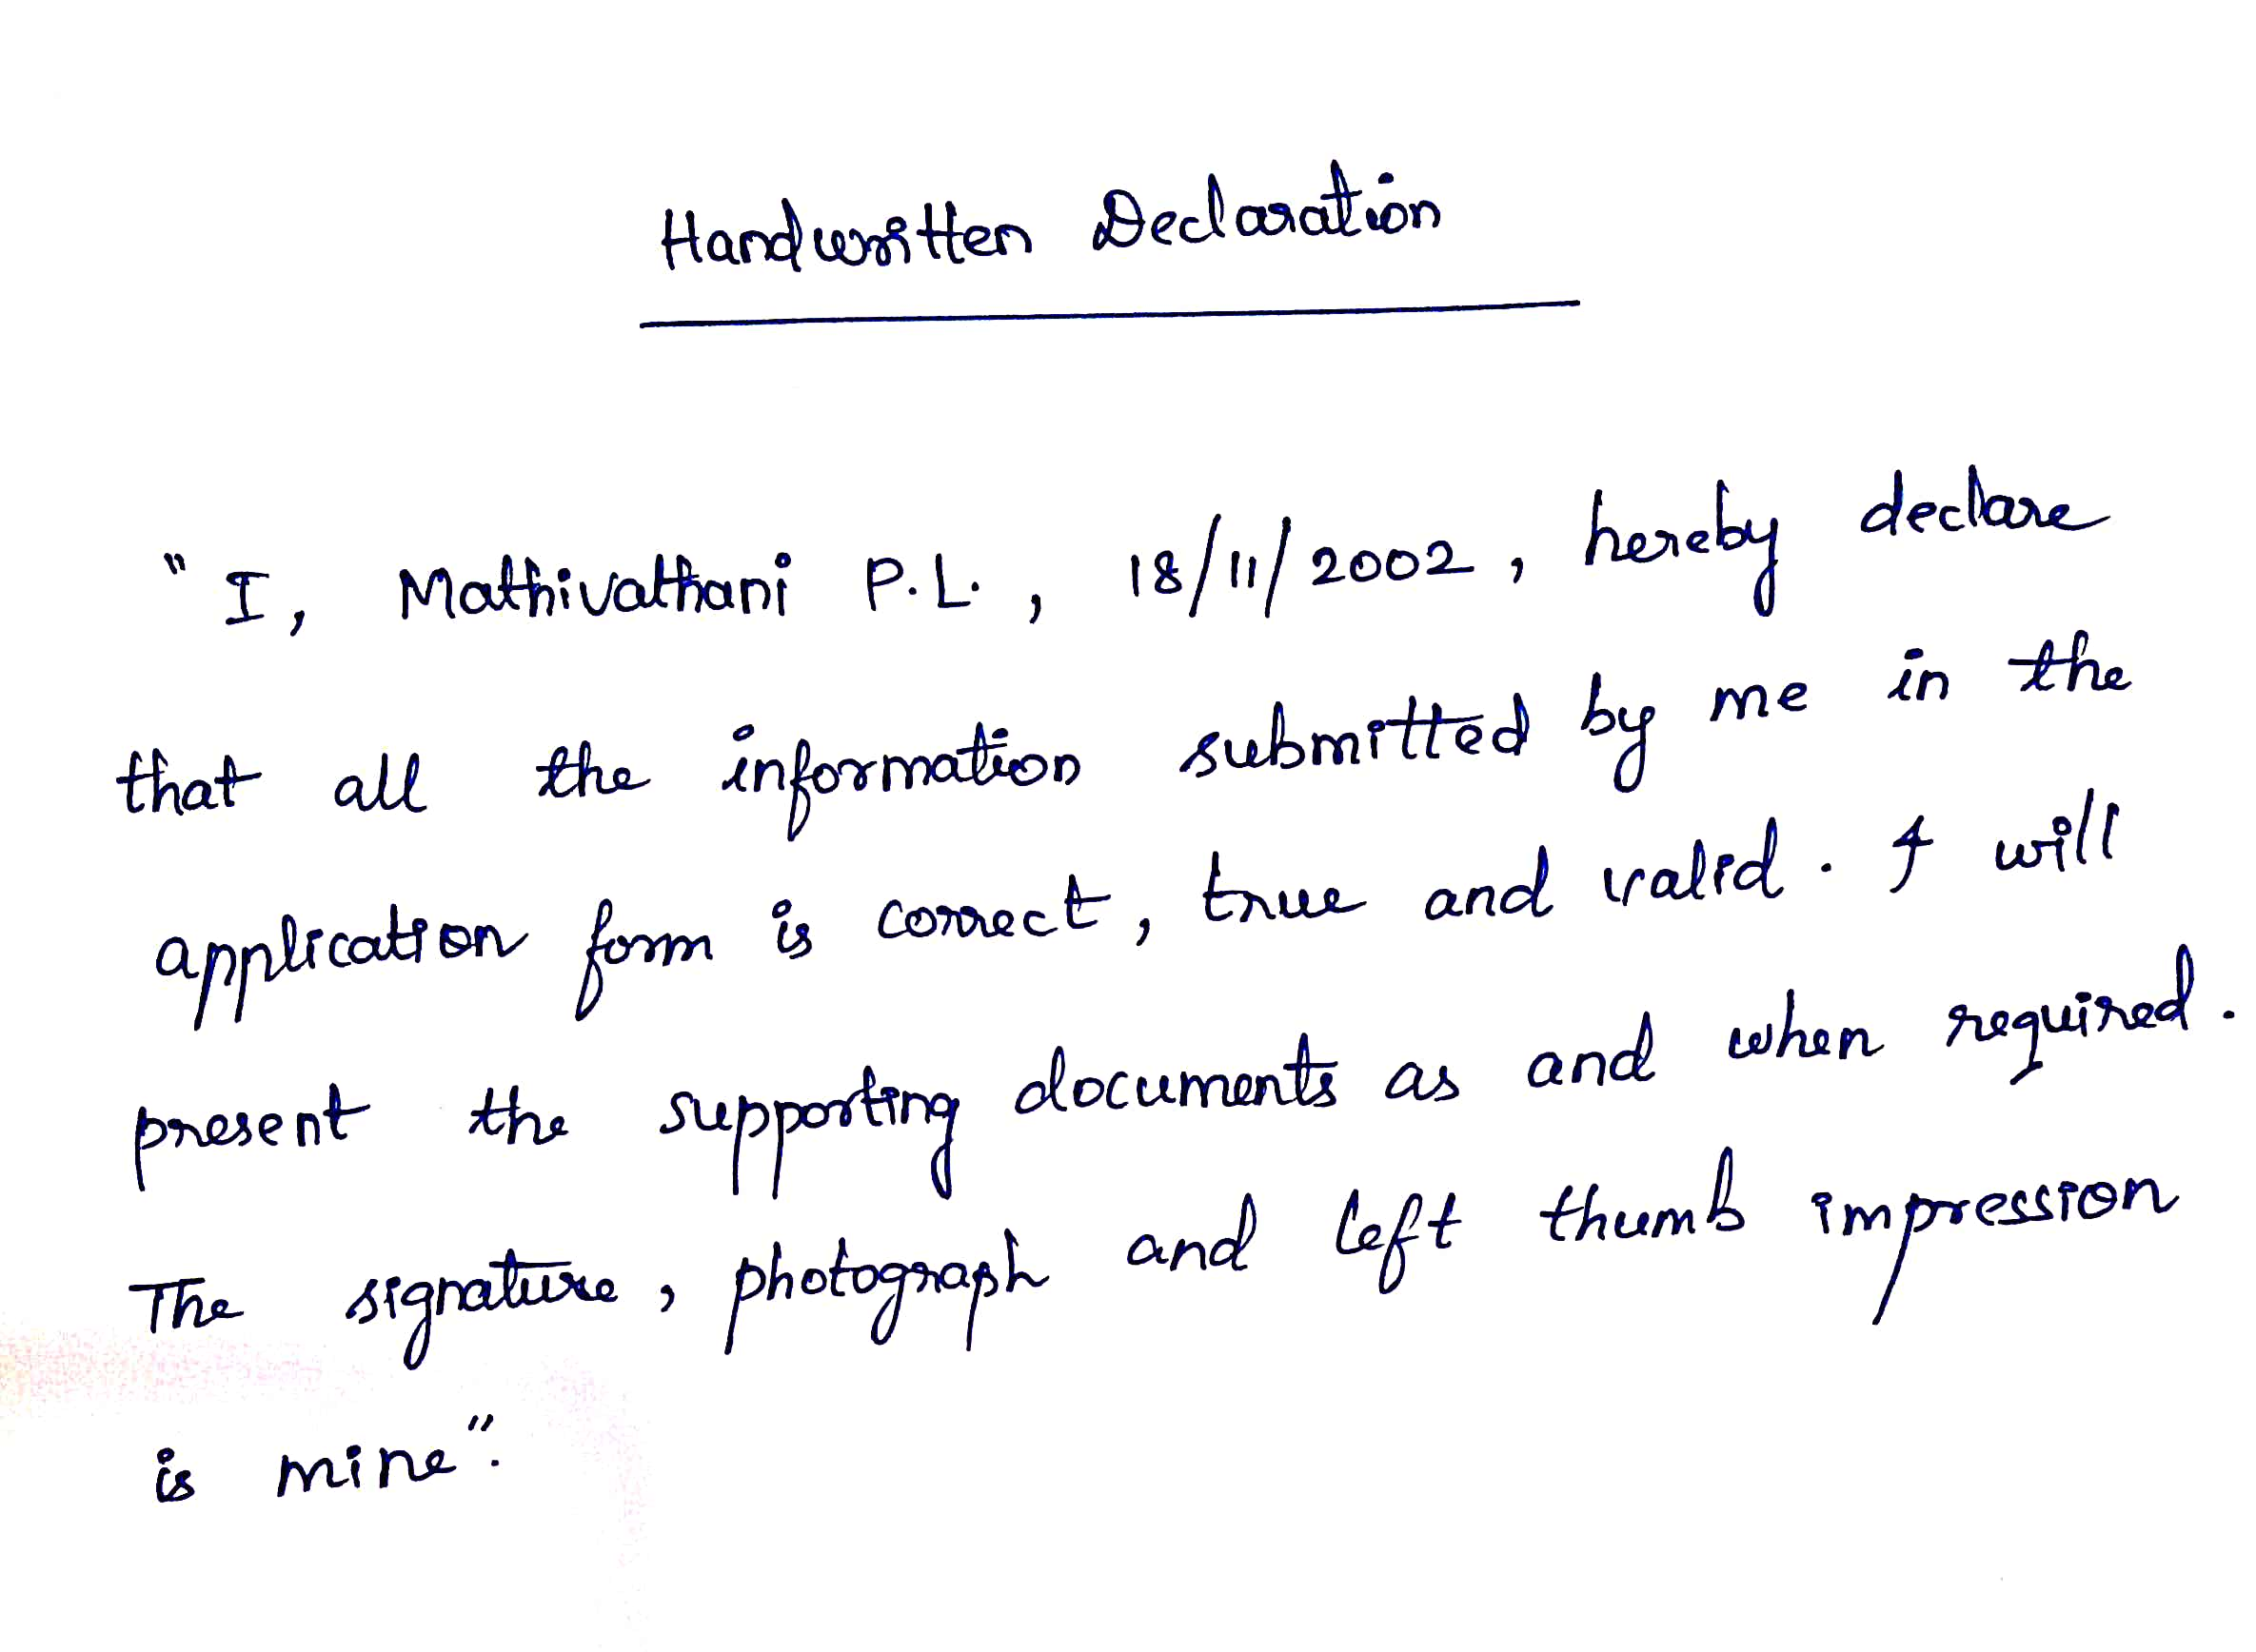 Handwritten Declaration
"I, Mathivathani P.L., 18/11/2002, hereby declare
that all the information submitted by me in the
application form is correct, true and valid. I will
present the supporting documents as and when required.
The signature, photograph and left thumb impression
is mine".